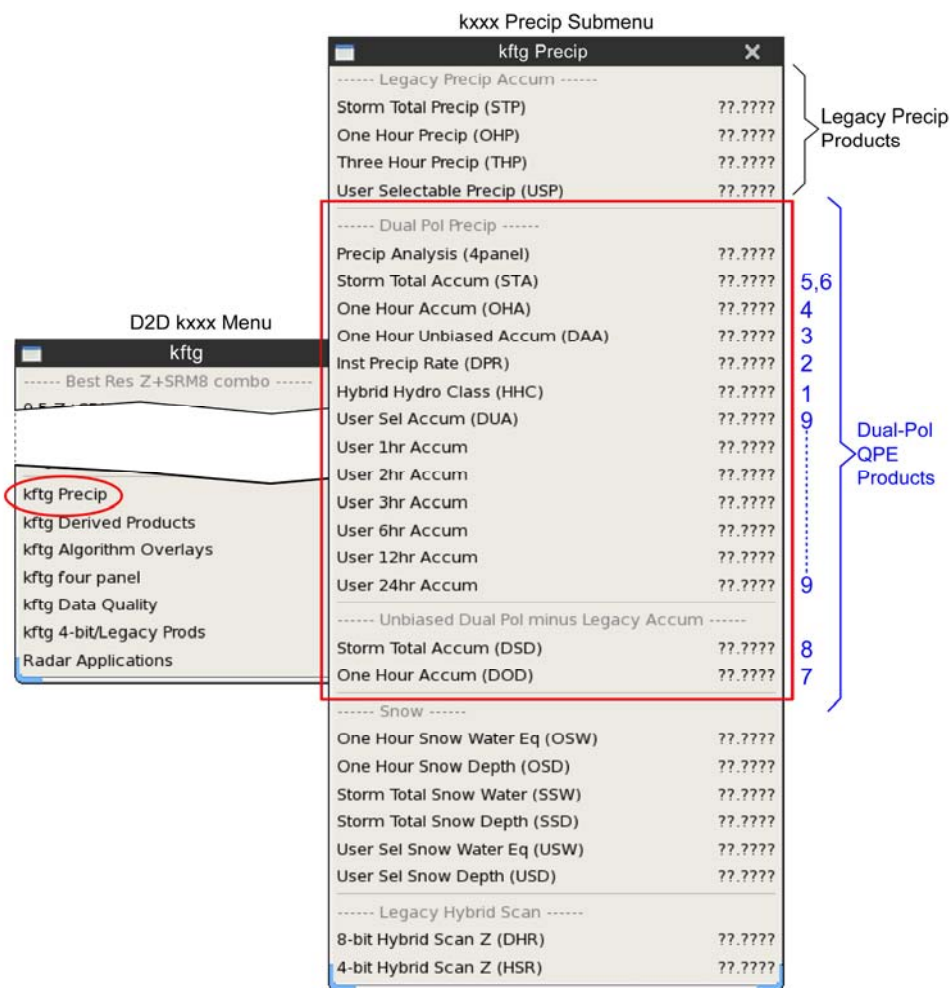 kxxx Precip Submenu
kftg Precip
------ Legacy Precip Accum ------
Storm Total Precip (STP) ??.????
One Hour Precip (OHP) ??.????
Three Hour Precip (THP) ??.????
User Selectable Precip (USP) ??.????
Legacy Precip
Products
------ Dual Pol Precip ------
Precip Analysis (4panel) ??.????
Storm Total Accum (STA) ??.???? 5,6
One Hour Accum (OHA) ??.???? 4
One Hour Unbiased Accum (DAA) ??.???? 3
Inst Precip Rate (DPR) ??.???? 2
Hybrid Hydro Class (HHC) ??.???? 1
User Sel Accum (DUA) ??.???? 9
User 1hr Accum ??.????
User 2hr Accum ??.????
User 3hr Accum ??.????
User 6hr Accum ??.????
User 12hr Accum ??.????
User 24hr Accum ??.???? 9
------ Unbiased Dual Pol minus Legacy Accum ------
Storm Total Accum (DSD) ??.???? 8
One Hour Accum (DOD) ??.???? 7
Dual-Pol
QPE
Products
------ Snow ------
One Hour Snow Water Eq (OSW) ??.????
One Hour Snow Depth (OSD) ??.????
Storm Total Snow Water (SSW) ??.????
Storm Total Snow Depth (SSD) ??.????
User Sel Snow Water Eq (USW) ??.????
User Sel Snow Depth (USD) ??.????
------ Legacy Hybrid Scan ------
8-bit Hybrid Scan Z (DHR) ??.????
4-bit Hybrid Scan Z (HSR) ??.????
D2D kxxx Menu
kftg
------ Best Res Z+SRM8 combo ------
kftg Precip
kftg Derived Products
kftg Algorithm Overlays
kftg four panel
kftg Data Quality
kftg 4-bit/Legacy Prods
Radar Applications